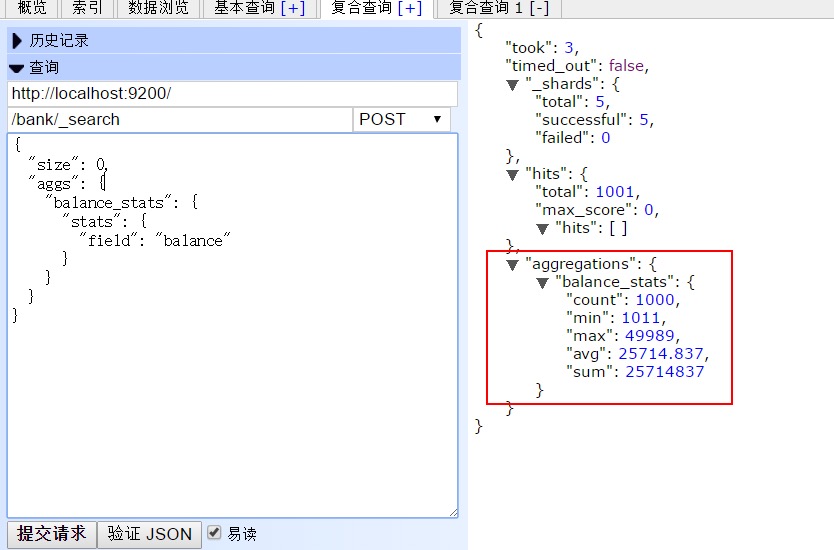 概览 索引 数据浏览 基本查询 [+] 复合查询 [+] 复合查询 1 [-]
历史记录
查询
http://localhost:9200/
/bank/_search POST
{
"size": 0,
"aggs": {
"balance_stats": {
"stats": {
"field": "balance"
}
}
}
}
提交请求 验证 JSON 易读
{
"took": 3,
"timed_out": false,
"_shards": {
"total": 5,
"successful": 5,
"failed": 0
},
"hits": {
"total": 1001,
"max_score": 0,
"hits": [ ]
},
"aggregations": {
"balance_stats": {
"count": 1000,
"min": 1011,
"max": 49989,
"avg": 25714.837,
"sum": 25714837
}
}
}